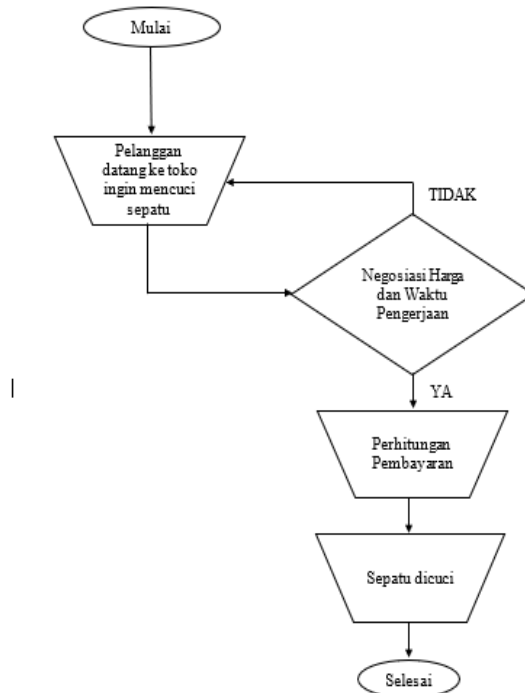 Mulai
Pelanggan
datang ke toko
ingin mencuci
sepatu
TIDAK
Negosiasi Harga
dan Waktu
Pengerjaan
YA
Perhitungan
Pembayaran
Sepatu dicuci
Selesai